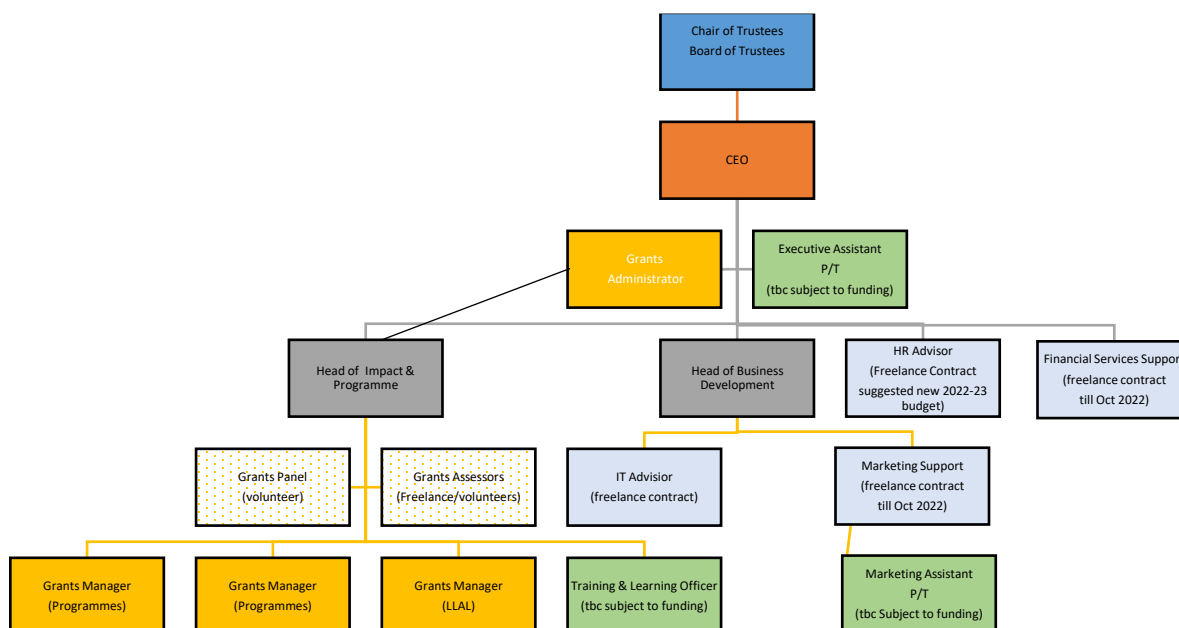 Chair of Trustees
Board of Trustees
CEO
Grants
Administrator
Executive Assistant
P/T
(tbc subject to funding)
Head of Impact &
Programme
Head of Business
Development
HR Advisor
(Freelance Contract
suggested new 2022-23
budget)
Financial Services Support
(freelance contract
till Oct 2022)
Grants Panel
(volunteer)
Grants Assessors
(Freelance/volunteers)
IT Advisior
(freelance contract)
Marketing Support
(freelance contract
till Oct 2022)
Grants Manager
(Programmes)
Grants Manager
(Programmes)
Grants Manager
(LLAL)
Training & Learning Officer
(tbc subject to funding)
Marketing Assistant
P/T
(tbc Subject to funding)